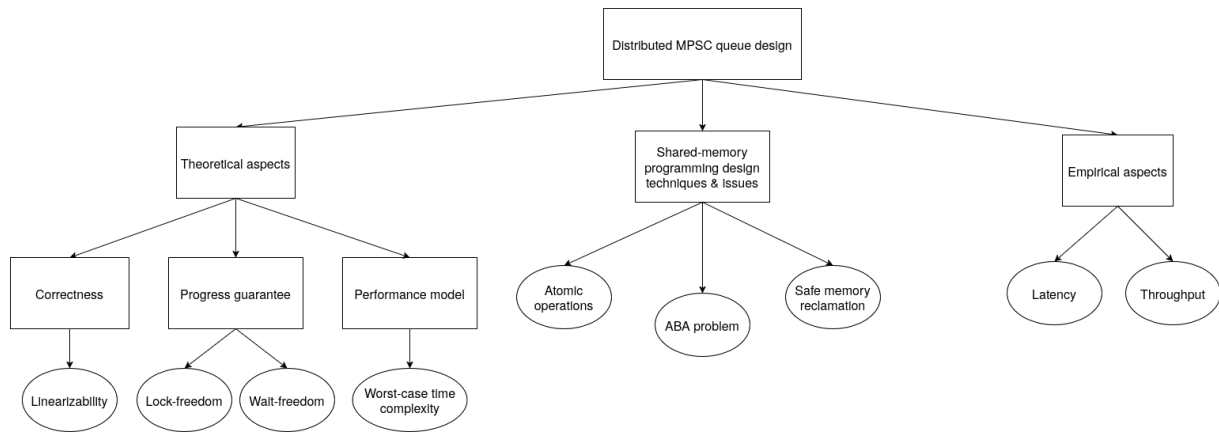 Distributed MPSC queue design
Theoretical aspects
Shared-memory
programming design
techniques & issues
Empirical aspects
Correctness
Progress guarantee
Performance model
Atomic
operations
ABA problem
Safe memory
reclamation
Latency
Throughput
Linearizability
Lock-freedom
Wait-freedom
Worst-case time
complexity